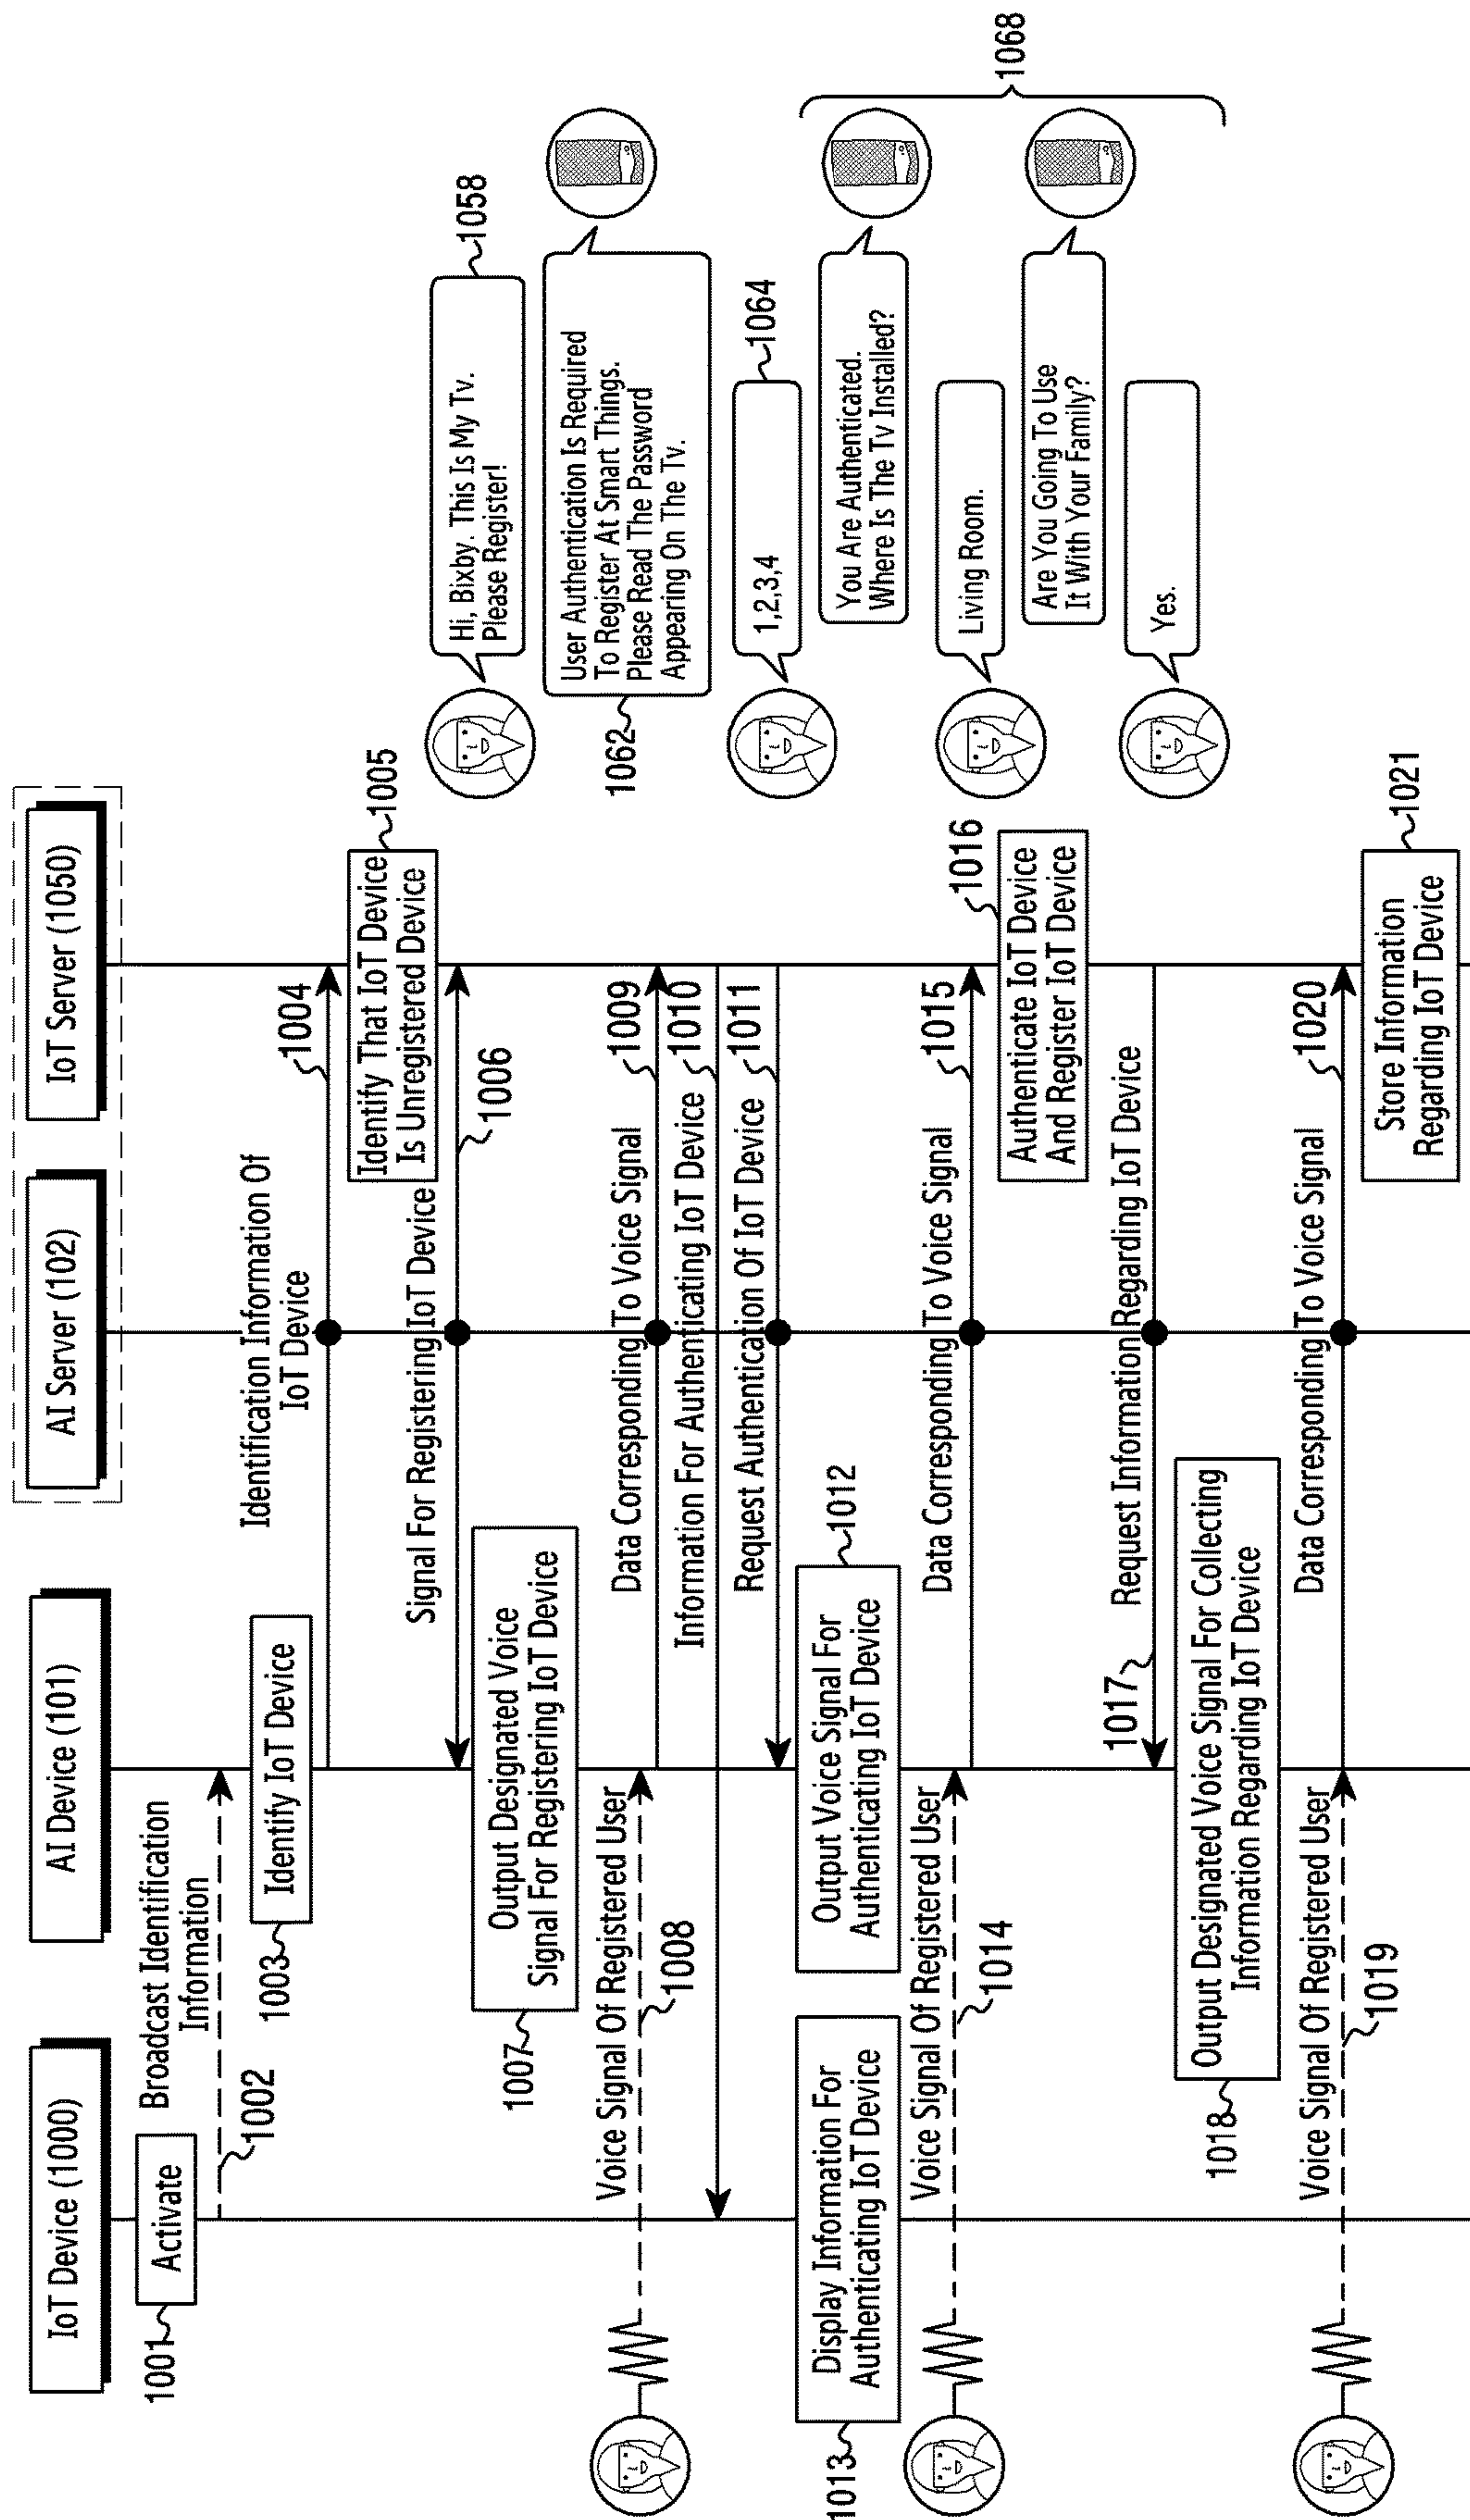 IoT Device (1000)
AI Device (101)
AI Server (102)
IoT Server (1050)
1001
Activate
Broadcast Identification
Information
1002
1003
Identify IoT Device
Identification Information Of
IoT Device
1004
Identify That IoT Device
Is Unregistered Device
1005
Signal For Registering IoT Device
1006
1007
Output Designated Voice
Signal For Registering IoT Device
Voice Signal Of Registered User
1008
Data Corresponding To Voice Signal
1009
Information For Authenticating IoT Device
1010
Request Authentication Of IoT Device
1011
Output Voice Signal For
Authenticating IoT Device
1012
1013
Display Information For
Authenticating IoT Device
Voice Signal Of Registered User
1014
Data Corresponding To Voice Signal
1015
Authenticate IoT Device
And Register IoT Device
1016
1017
Request Information Regarding IoT Device
1018
Output Designated Voice Signal For Collecting
Information Regarding IoT Device
Voice Signal Of Registered User
1019
Data Corresponding To Voice Signal
1020
Store Information
Regarding IoT Device
1021
Hi, Bixby. This Is My Tv.
Please Register!
1058
User Authentication Is Required
To Register At Smart Things.
Please Read The Password
Appearing On The Tv.
1062
1,2,3,4
1064
You Are Authenticated.
Where Is The Tv Installed?
Living Room.
Are You Going To Use
It With Your Family?
Yes.
1068